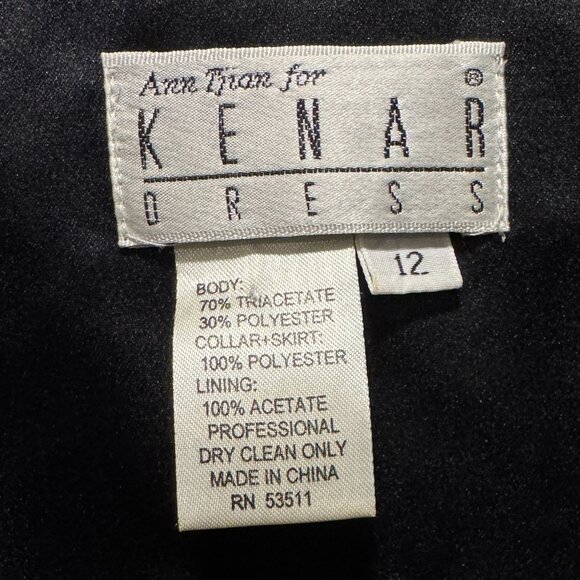 Ann Tjian for ®
KENAR
DRESS
12
BODY:
70% TRIACETATE
30% POLYESTER
COLLAR+SKIRT:
100% POLYESTER
LINING:
100% ACETATE
PROFESSIONAL
DRY CLEAN ONLY
MADE IN CHINA
RN 53511